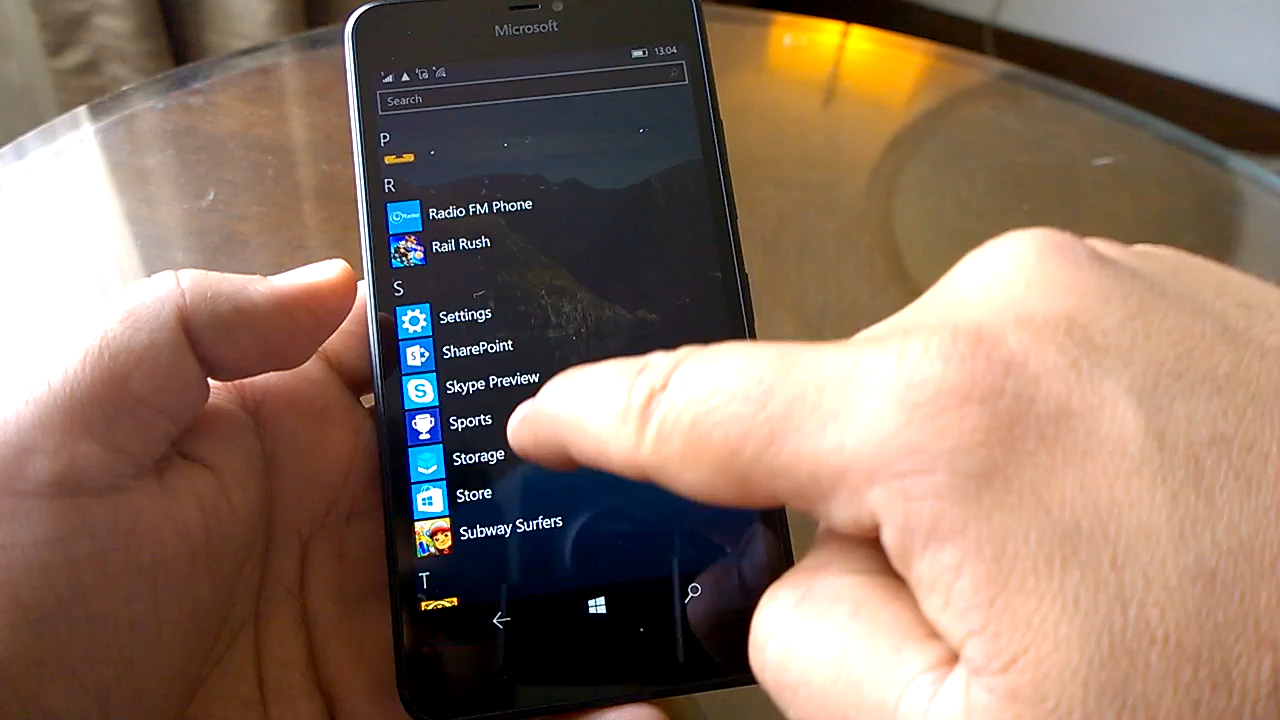 Microsoft
13:04
Search
P
R
Radio FM Phone
Rail Rush
S
Settings
SharePoint
Skype Preview
Sports
Storage
Store
Subway Surfers
T